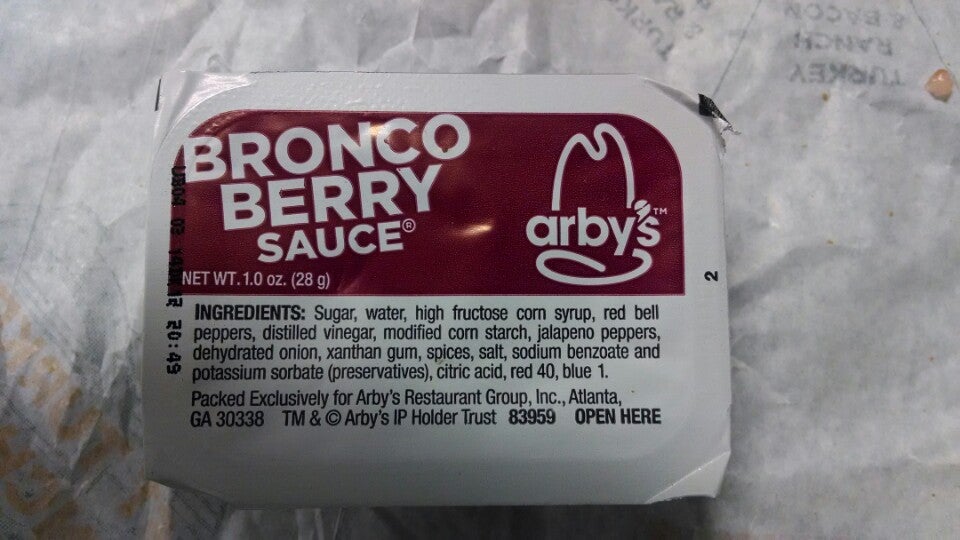 BRONCO
BERRY
SAUCE®
NET WT. 1.0 oz. (28 g)
arby's™
2
INGREDIENTS: Sugar, water, high fructose corn syrup, red bell
peppers, distilled vinegar, modified corn starch, jalapeno peppers,
dehydrated onion, xanthan gum, spices, salt, sodium benzoate and
potassium sorbate (preservatives), citric acid, red 40, blue 1.
Packed Exclusively for Arby's Restaurant Group, Inc., Atlanta,
GA 30338 TM & © Arby's IP Holder Trust 83959 OPEN HERE
20:49
TURKEY
RANCH
& BACON